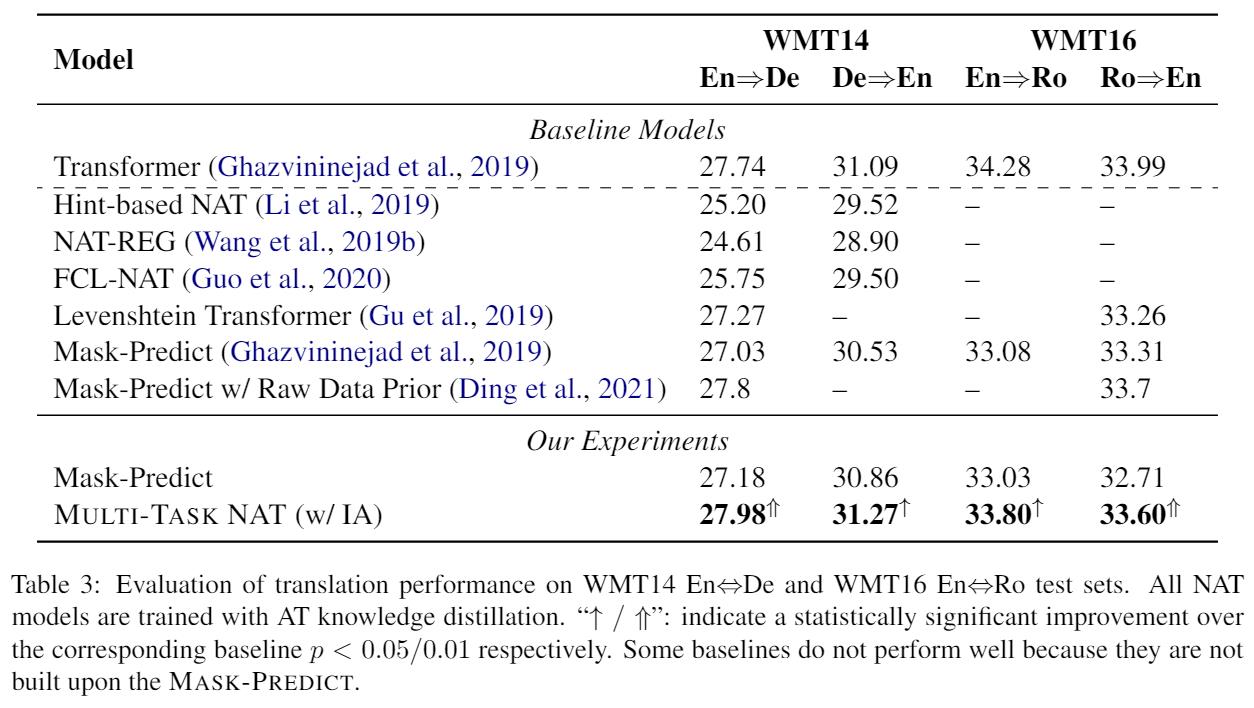 Model WMT14 WMT16
En⇒De De⇒En En⇒Ro Ro⇒En
Baseline Models
Transformer (Ghazvininejad et al., 2019) 27.74 31.09 34.28 33.99
Hint-based NAT (Li et al., 2019) 25.20 29.52 – –
NAT-REG (Wang et al., 2019b) 24.61 28.90 – –
FCL-NAT (Guo et al., 2020) 25.75 29.50 – –
Levenshtein Transformer (Gu et al., 2019) 27.27 – – 33.26
Mask-Predict (Ghazvininejad et al., 2019) 27.03 30.53 33.08 33.31
Mask-Predict w/ Raw Data Prior (Ding et al., 2021) 27.8 – – 33.7
Our Experiments
Mask-Predict 27.18 30.86 33.03 32.71
MULTI-TASK NAT (w/ IA) 27.98⇑ 31.27↑ 33.80↑ 33.60⇑
Table 3: Evaluation of translation performance on WMT14 En⇔De and WMT16 En⇔Ro test sets. All NAT
models are trained with AT knowledge distillation. “↑ / ⇑”: indicate a statistically significant improvement over
the corresponding baseline p < 0.05/0.01 respectively. Some baselines do not perform well because they are not
built upon the MASK-PREDICT.